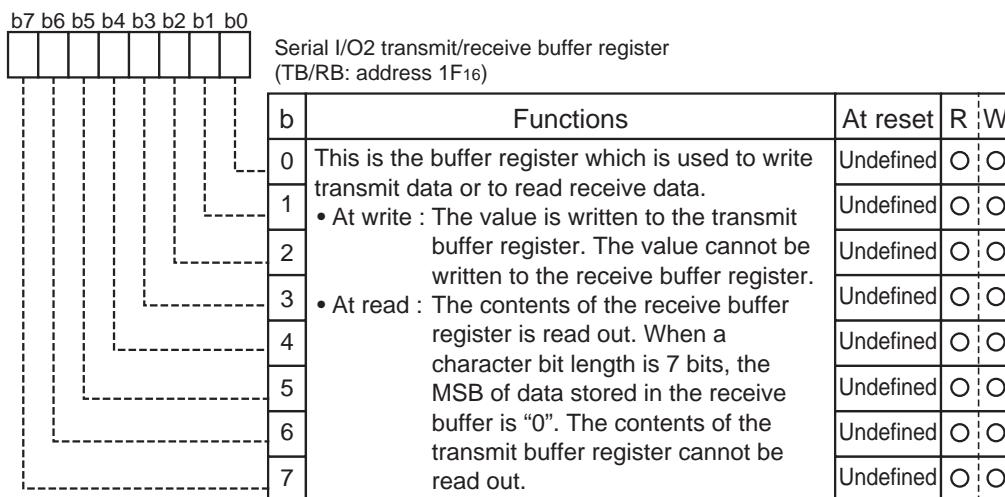 b7 b6 b5 b4 b3 b2 b1 b0
Serial I/O2 transmit/receive buffer register
(TB/RB: address 1F16)
b Functions At reset R W
0 This is the buffer register which is used to write Undefined ○ ○
transmit data or to read receive data.
1 Undefined ○ ○
• At write : The value is written to the transmit
2 buffer register. The value cannot be Undefined ○ ○
written to the receive buffer register.
3 • At read : The contents of the receive buffer Undefined ○ ○
4 register is read out. When a Undefined ○ ○
character bit length is 7 bits, the
5 MSB of data stored in the receive Undefined ○ ○
6 buffer is “0”. The contents of the Undefined ○ ○
transmit buffer register cannot be
7 read out. Undefined ○ ○